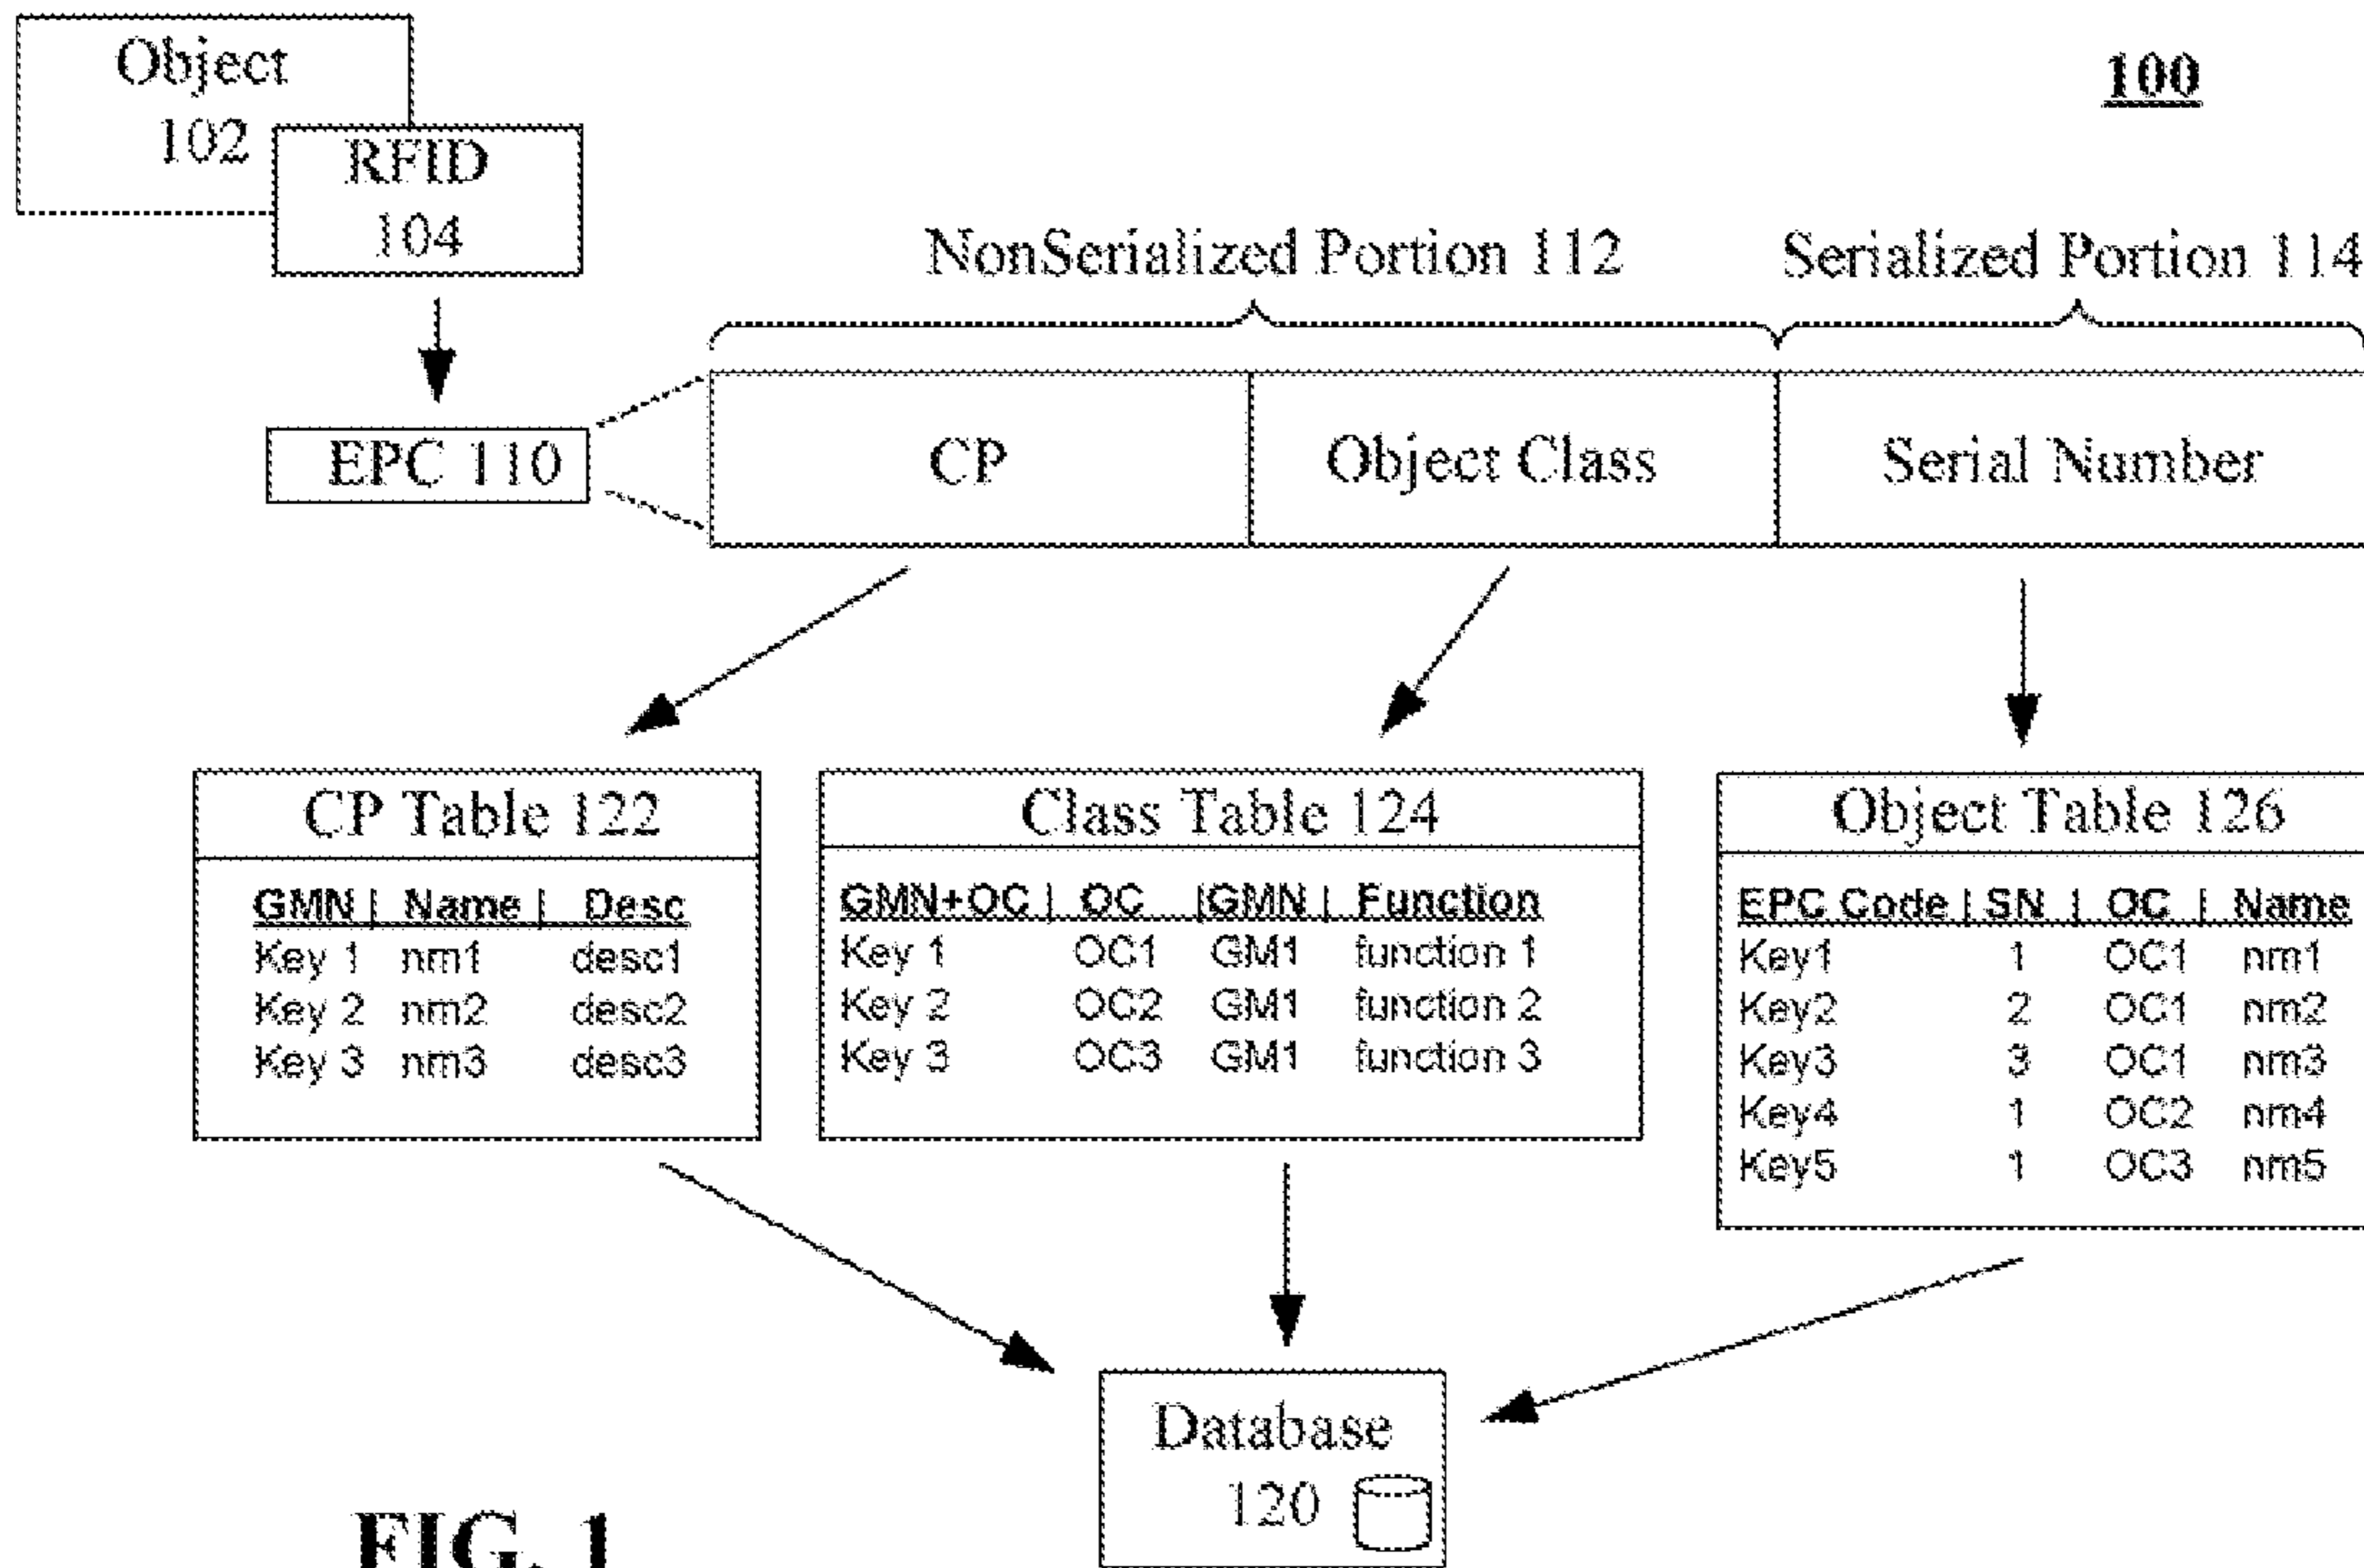 Object
102
100
RFID
104
NonSerialized Portion 112
Serialized Portion 114
EPC 110
CP
Object Class
Serial Number
CP Table 122
GMN | Name | Desc
Key 1 nm1 desc1
Key 2 nm2 desc2
Key 3 nm3 desc3
Class Table 124
GMN+OC | OC |GMN | Function
Key 1 OC1 GM1 function 1
Key 2 OC2 GM1 function 2
Key 3 OC3 GM1 function 3
Object Table 126
EPC Code | SN | OC | Name
Key1 1 OC1 nm1
Key2 2 OC1 nm2
Key3 3 OC1 nm3
Key4 1 OC2 nm4
Key5 1 OC3 nm5
Database
120
FIG. 1